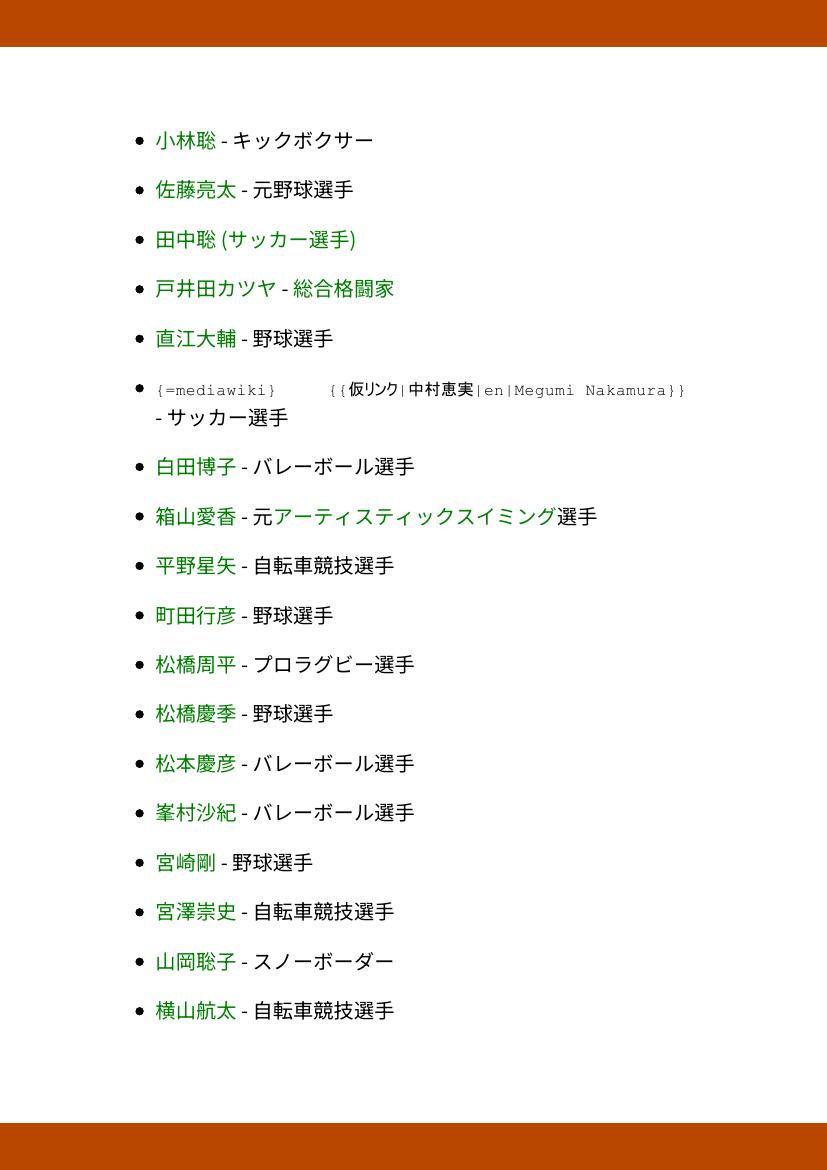 小林聡 - キックボクサー
佐藤亮太 - 元野球選手
田中聡 (サッカー選手)
戸井田カツヤ - 総合格闘家
直江大輔 - 野球選手
{=mediawiki} {{仮リンク|中村恵実|en|Megumi Nakamura}}
- サッカー選手
白田博子 - バレーボール選手
箱山愛香 - 元アーティスティックスイミング選手
平野星矢 - 自転車競技選手
町田行彦 - 野球選手
松橋周平 - プロラグビー選手
松橋慶季 - 野球選手
松本慶彦 - バレーボール選手
峯村沙紀 - バレーボール選手
宮崎剛 - 野球選手
宮澤崇史 - 自転車競技選手
山岡聡子 - スノーボーダー
横山航太 - 自転車競技選手